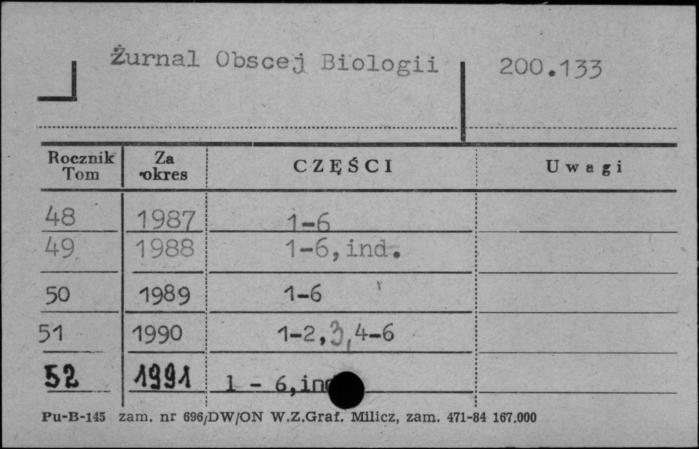 Żurnal Obscej Biologii 200.133
Rocznik Tom Za okres CZĘŚCI Uwagi
48 1987 1-6
49 1988 1-6, ind.
50 1989 1-6
51 1990 1-2, 3, 4-6
52 1991 1 - 6, ind
Pu-B-145 zam. nr 696/DW/ON W.Z.Graf. Milicz, zam. 471-84 167.000